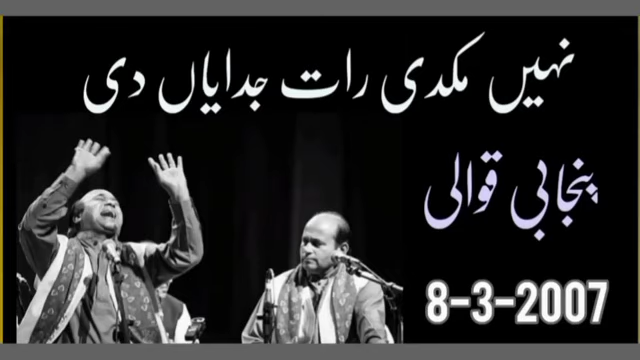 نہیں مکدی رات جدایاں دی
پنجابی قوالی
8-3-2007